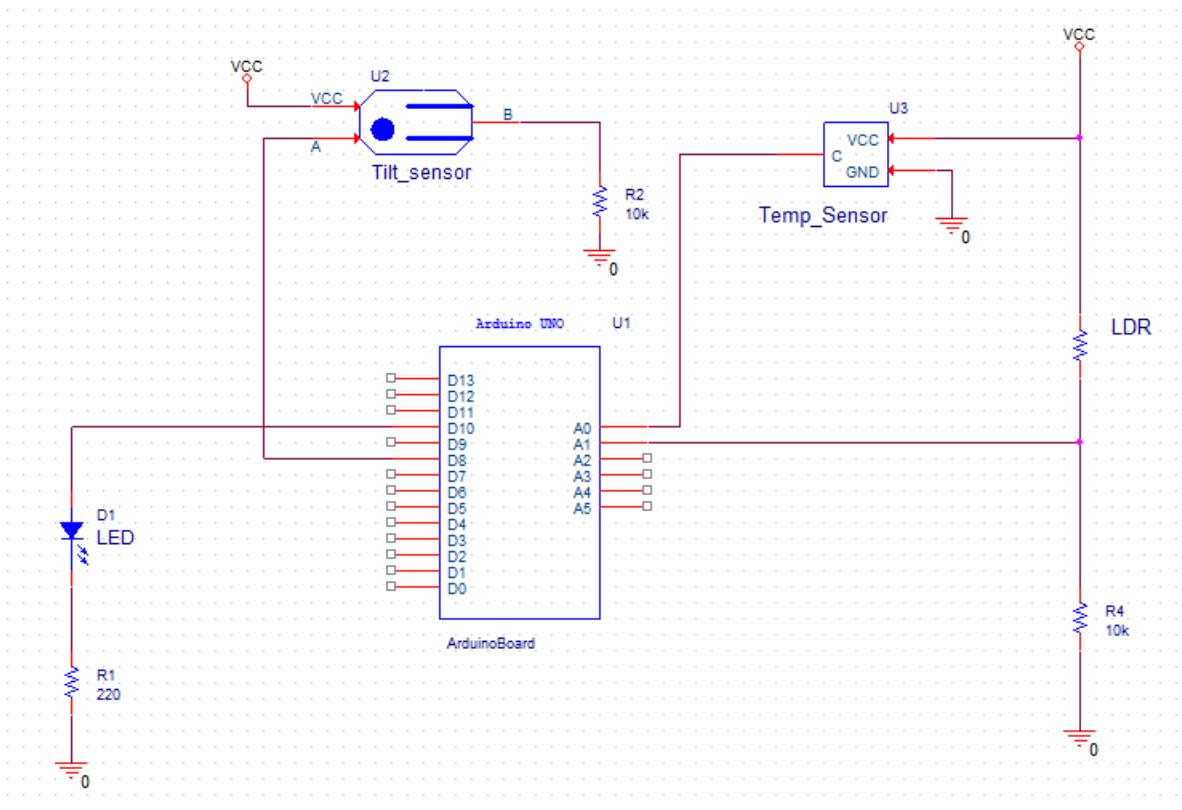 VCC
VCC
U2
VCC
A
B
Tilt_sensor
R2
10k
0
U3
VCC
C
GND
Temp_Sensor
0
Arduino UNO
U1
LDR
D13
D12
D11
D10
D9
D8
D7
D6
D5
D4
D3
D2
D1
D0
A0
A1
A2
A3
A4
A5
ArduinoBoard
D1
LED
R1
220
0
R4
10k
0